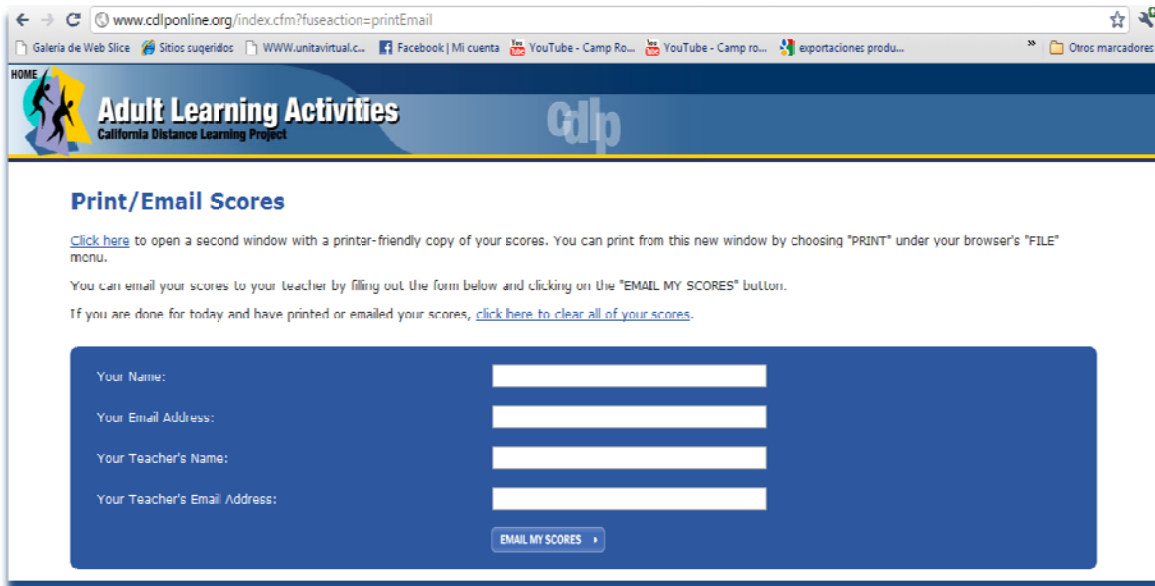 www.cdlponline.org/index.cfm?fuseaction=printEmail
Galería de Web Slice Sitios sugeridos WWW.unitavirtual.c... Facebook | Mi cuenta YouTube - Camp Ro... YouTube - Camp ro... exportaciones produ... » Otros marcadores
HOME
Adult Learning Activities
California Distance Learning Project
Cdlp
Print/Email Scores
Click here to open a second window with a printer-friendly copy of your scores. You can print from this new window by choosing "PRINT" under your browser's "FILE"
menu.
You can email your scores to your teacher by filling out the form below and clicking on the "EMAIL MY SCORES" button.
If you are done for today and have printed or emailed your scores, click here to clear all of your scores.
Your Name:
Your Email Address:
Your Teacher's Name:
Your Teacher's Email Address:
EMAIL MY SCORES